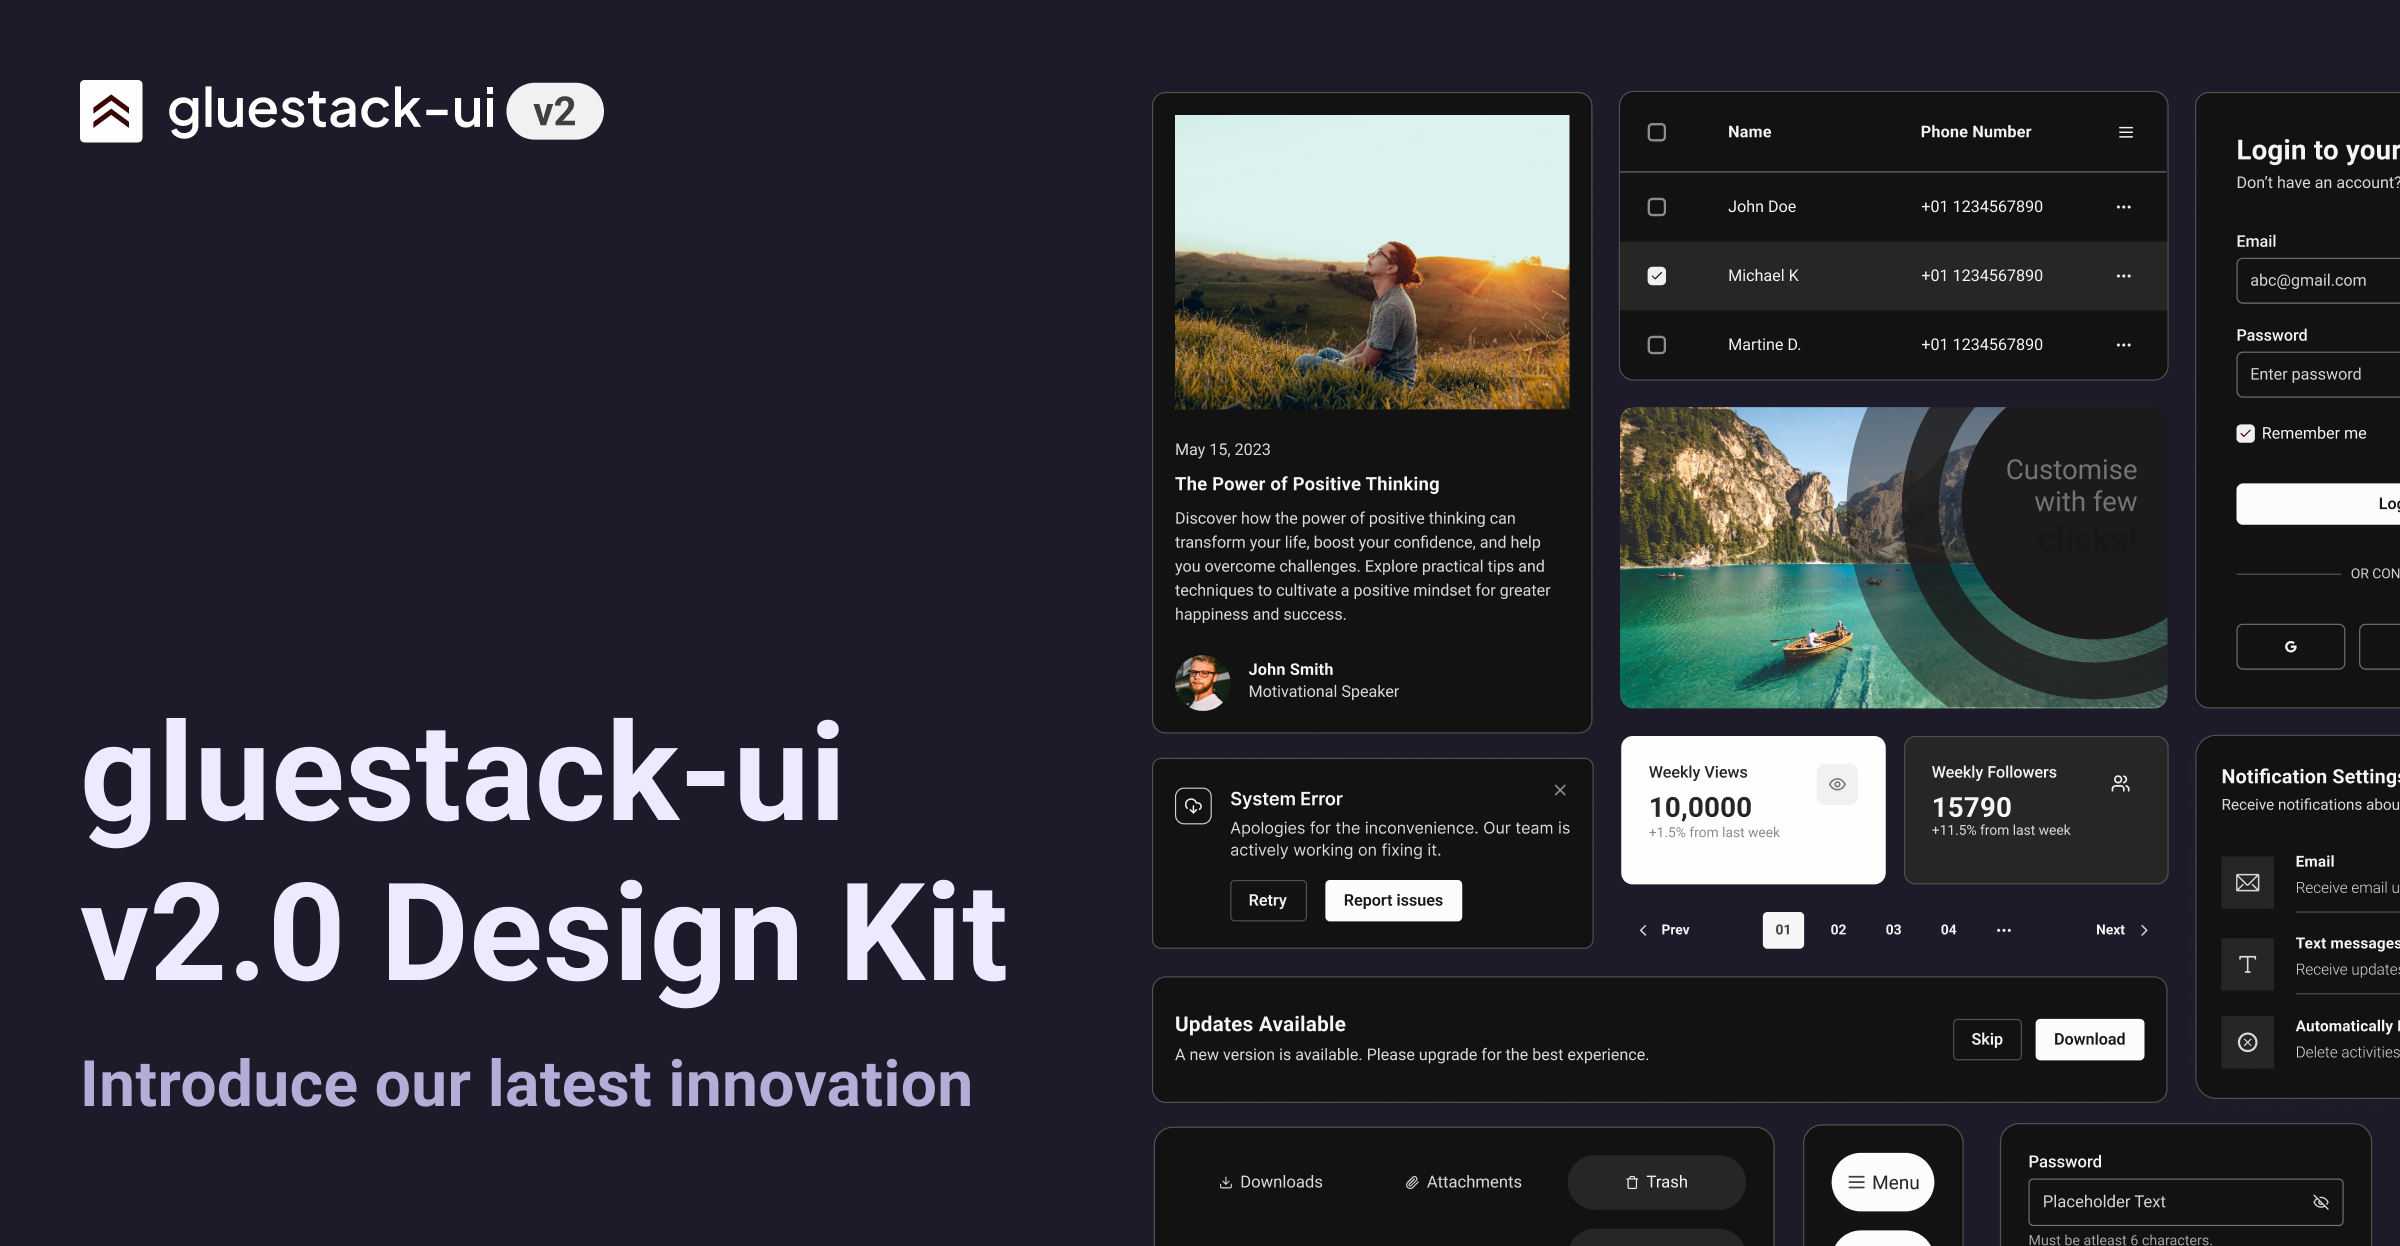 gluestack-ui v2
gluestack-ui
v2.0 Design Kit
Introduce our latest innovation
May 15, 2023
The Power of Positive Thinking
Discover how the power of positive thinking can
transform your life, boost your confidence, and help
you overcome challenges. Explore practical tips and
techniques to cultivate a positive mindset for greater
happiness and success.
John Smith
Motivational Speaker
System Error
Apologies for the inconvenience. Our team is
actively working on fixing it.
Retry Report issues
Name Phone Number
John Doe +01 1234567890
Michael K +01 1234567890
Martine D. +01 1234567890
Customise
with few
clicks!
Weekly Views
10,0000
+1.5% from last week
Weekly Followers
15790
+11.5% from last week
Prev 01 02 03 04 ... Next
Updates Available
A new version is available. Please upgrade for the best experience.
Skip Download
Login to your
Don't have an account?
Email
abc@gmail.com
Password
Enter password
Remember me
Log
OR CON
G
Notification Settings
Receive notifications abou
Email
Receive email u
Text messages
Receive updates
Automatically
Delete activities
Downloads Attachments Trash
Menu
Password
Placeholder Text
Must be atleast 6 characters.